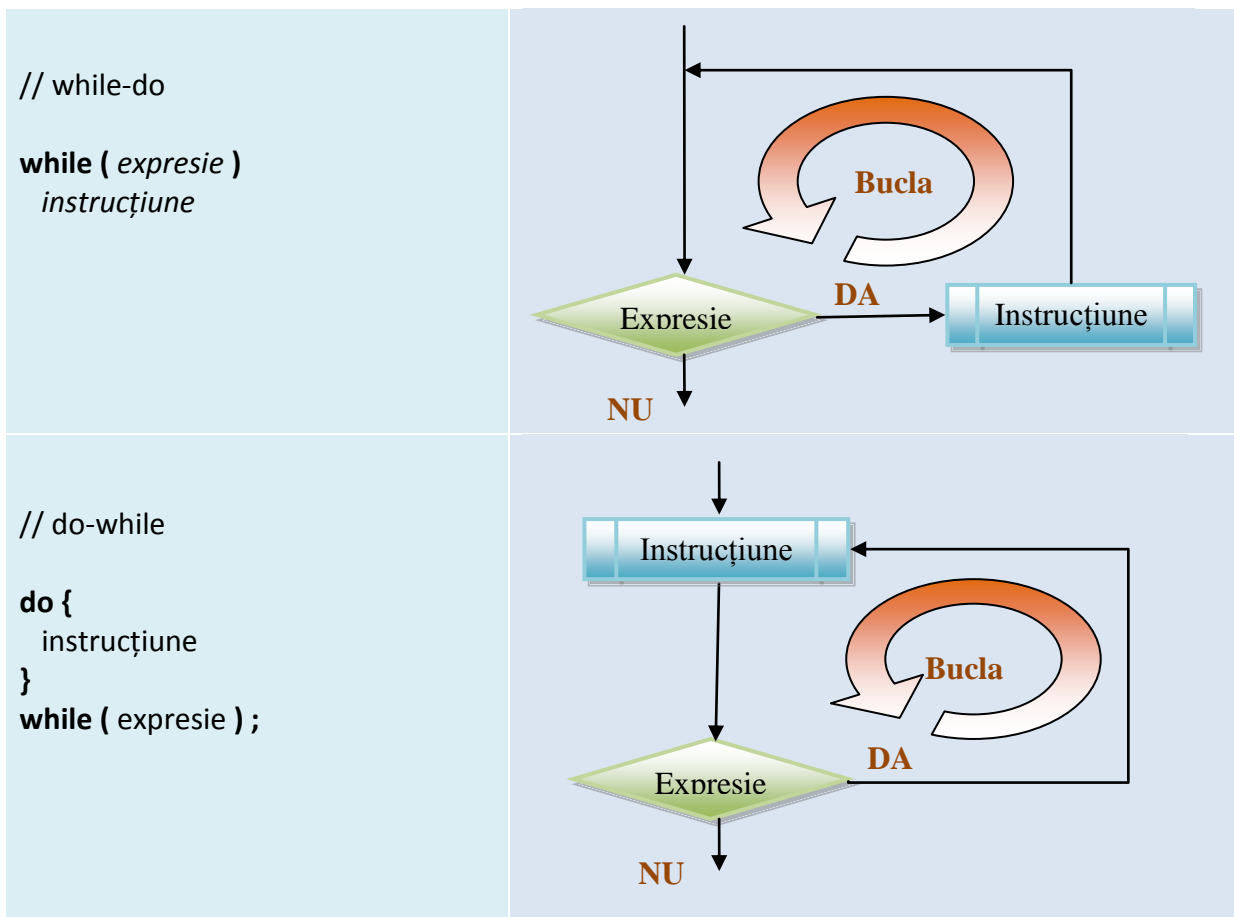 // while-do
while ( expresie )
instrucțiune
Bucla
DA
Expresie
Instrucțiune
NU
// do-while
do {
instrucțiune
}
while ( expresie ) ;
Instrucțiune
Bucla
DA
Expresie
NU